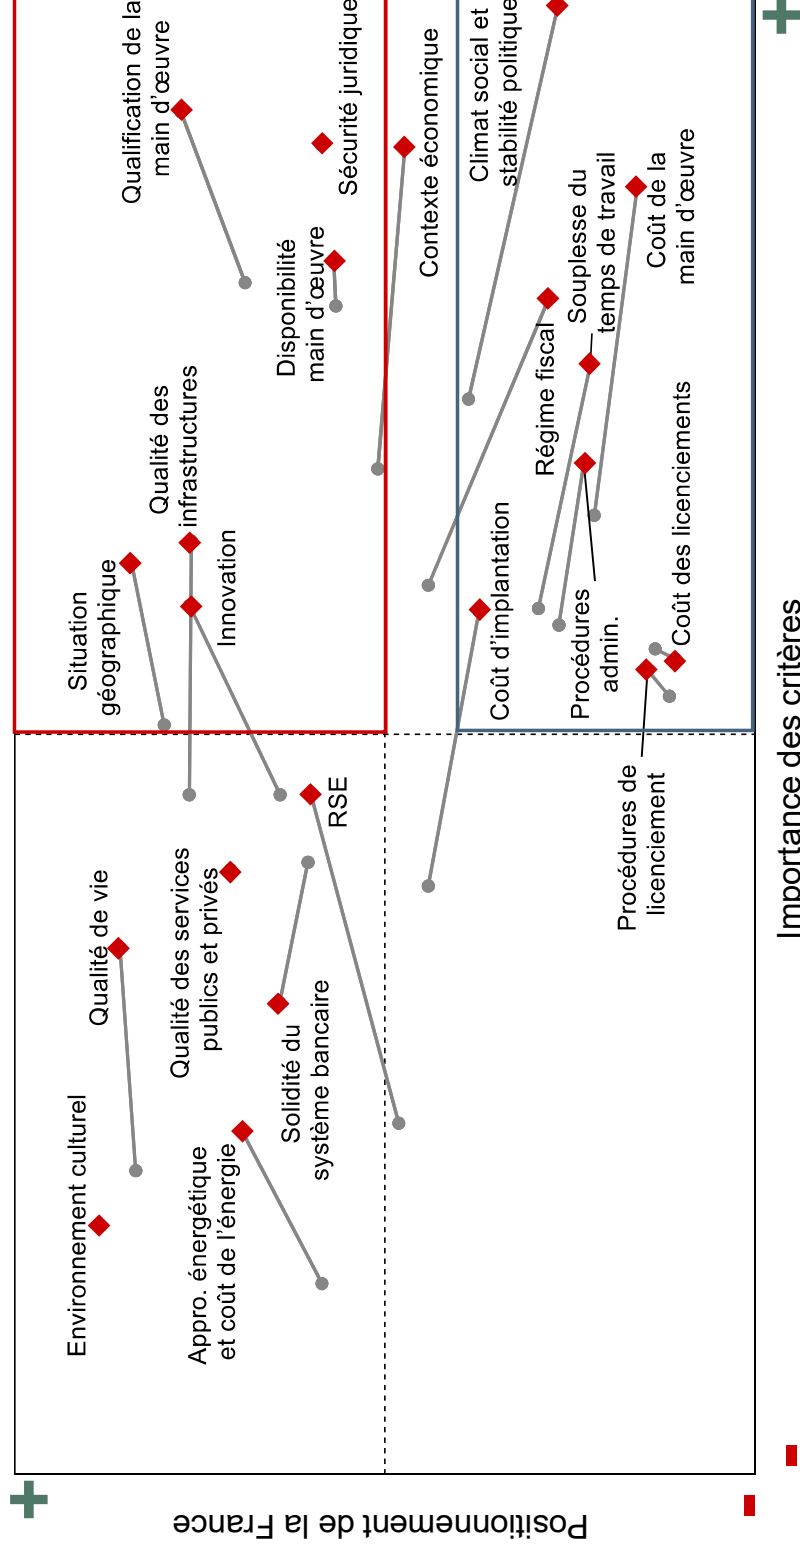 Positionnement de la France
Environnement culturel
Qualité de vie
Situation
géographique
Qualification de la
main d'œuvre
Qualité des
infrastructures
Qualité des services
publics et privés
Innovation
Appro. énergétique
et coût de l'énergie
Disponibilité
main d'œuvre
Sécurité juridique
Solidité du
système bancaire
RSE
Contexte économique
Climat social et
stabilité politique
Coût d'implantation
Régime fiscal
Souplesse du
temps de travail
Procédures
admin.
Coût de la
main d'œuvre
Procédures de
licenciement
Coût des licenciements
Importance des critères